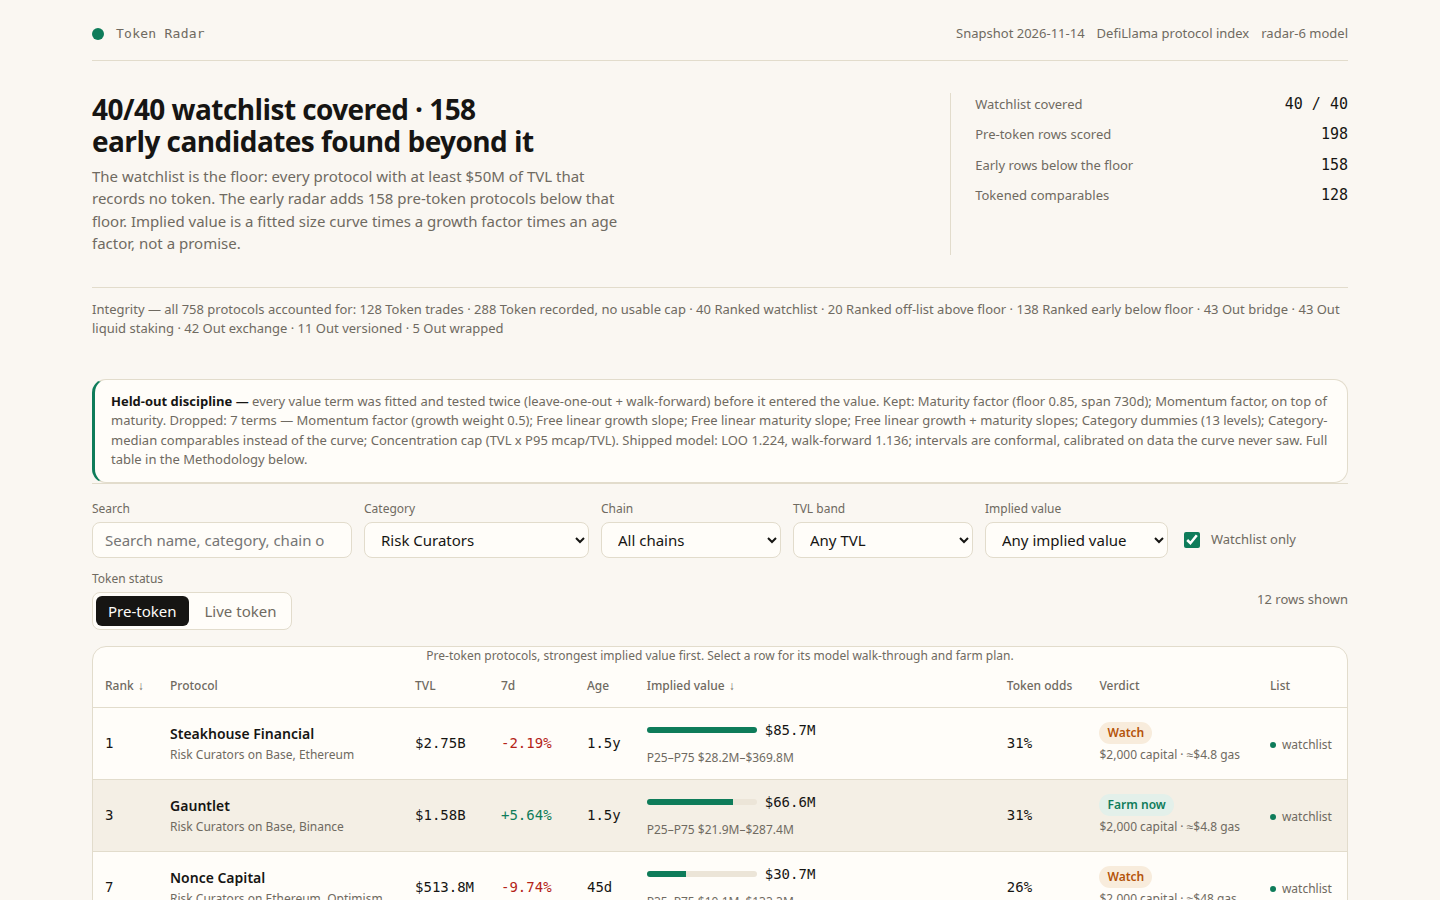 Token Radar
Snapshot 2026-11-14 DefiLlama protocol index radar-6 model
40/40 watchlist covered · 158
early candidates found beyond it
The watchlist is the floor: every protocol with at least $50M of TVL that
records no token. The early radar adds 158 pre-token protocols below that
floor. Implied value is a fitted size curve times a growth factor times an age
factor, not a promise.
Watchlist covered 40 / 40
Pre-token rows scored 198
Early rows below the floor 158
Tokened comparables 128
Integrity — all 758 protocols accounted for: 128 Token trades · 288 Token recorded, no usable cap · 40 Ranked watchlist · 20 Ranked off-list above floor · 138 Ranked early below floor · 43 Out bridge · 43 Out
liquid staking · 42 Out exchange · 11 Out versioned · 5 Out wrapped
Held-out discipline — every value term was fitted and tested twice (leave-one-out + walk-forward) before it entered the value. Kept: Maturity factor (floor 0.85, span 730d); Momentum factor, on top of
maturity. Dropped: 7 terms — Momentum factor (growth weight 0.5); Free linear growth slope; Free linear maturity slope; Free linear growth + maturity slopes; Category dummies (13 levels); Category-
median comparables instead of the curve; Concentration cap (TVL x P95 mcap/TVL). Shipped model: LOO 1.224, walk-forward 1.136; intervals are conformal, calibrated on data the curve never saw. Full
table in the Methodology below.
Search Category Chain TVL band Implied value
Search name, category, chain o Risk Curators All chains Any TVL Any implied value Watchlist only
Token status
Pre-token Live token 12 rows shown
Pre-token protocols, strongest implied value first. Select a row for its model walk-through and farm plan.
Rank ↓ Protocol TVL 7d Age Implied value ↓ Token odds Verdict List
1 Steakhouse Financial $2.75B -2.19% 1.5y $85.7M 31% Watch watchlist
Risk Curators on Base, Ethereum P25–P75 $28.2M–$369.8M $2,000 capital · ≈$4.8 gas
3 Gauntlet $1.58B +5.64% 1.5y $66.6M 31% Farm now watchlist
Risk Curators on Base, Binance P25–P75 $21.9M–$287.4M $2,000 capital · ≈$4.8 gas
7 Nonce Capital $513.8M -9.74% 45d $30.7M 26% Watch watchlist
Risk Curators on Ethereum, Optimism $2,000 capital · ≈$48 gas